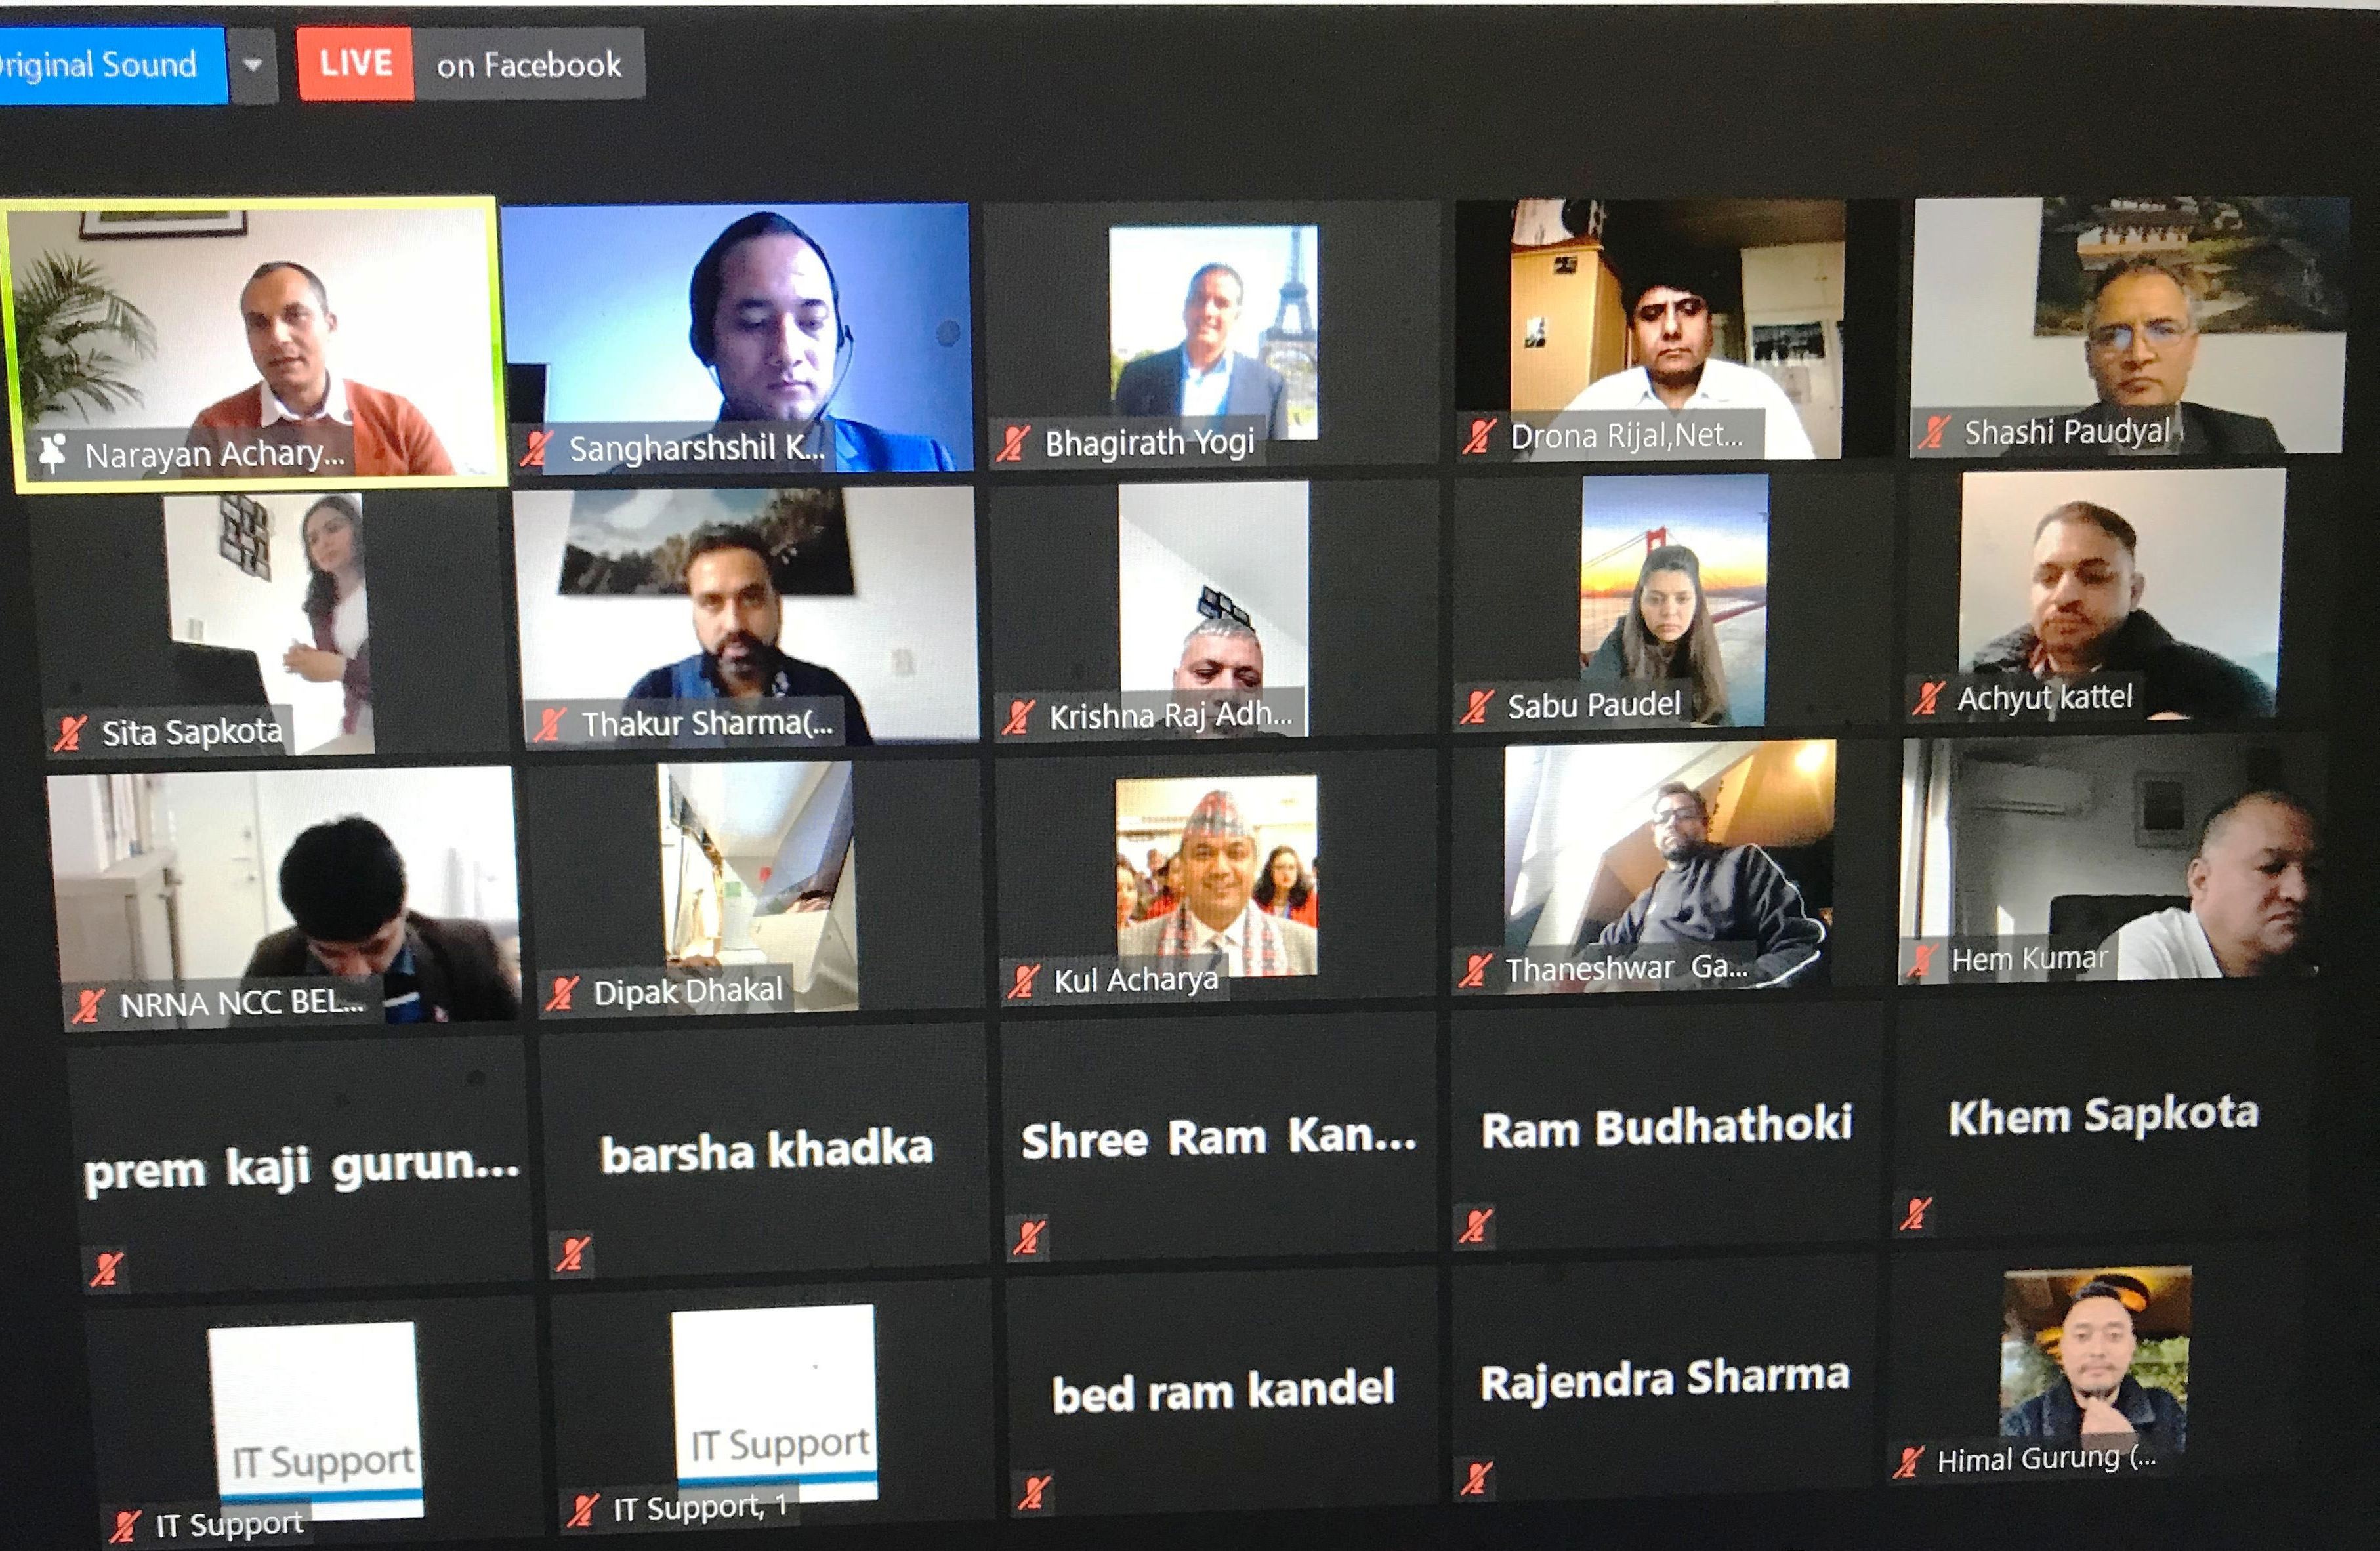 riginal Sound
LIVE on Facebook
Narayan Achary...
Sangharshshil K...
Bhagirath Yogi
Drona Rijal,Net...
Shashi Paudyal
Sita Sapkota
Thakur Sharma(...
Krishna Raj Adh...
Sabu Paudel
Achyut kattel
NRNA NCC BEL...
Dipak Dhakal
Kul Acharya
Thaneshwar Ga...
Hem Kumar
prem kaji gurun...
barsha khadka
Shree Ram Kan...
Ram Budhathoki
Khem Sapkota
IT Support
IT Support
IT Support
IT Support, 1
bed ram kandel
Rajendra Sharma
Himal Gurung (...